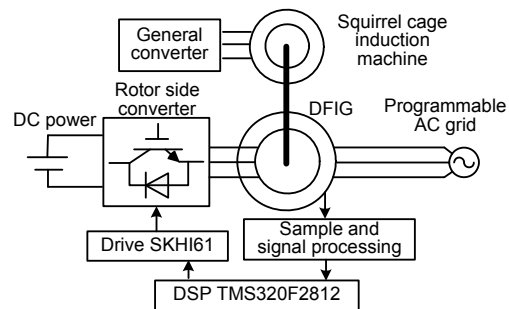 General
converter
Squirrel cage
induction
machine
Rotor side
converter
DC power
DFIG
Programmable
AC grid
Drive SKHI61
Sample and
signal processing
DSP TMS320F2812